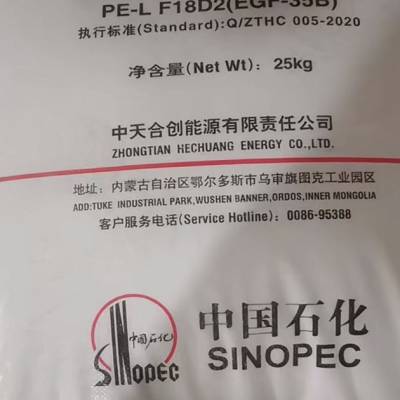 PE-L F18D2(EGF-35B)
执行标准(Standard):Q/ZTHC 005-2020
净含量(Net Wt)：25kg
中天合创能源有限责任公司
ZHONGTIAN HECHUANG ENERGY CO.,LTD.
地址：内蒙古自治区鄂尔多斯市乌审旗图克工业园区
ADD:TUKE INDUSTRIAL PARK,WUSHEN BANNER,ORDOS,INNER MONGOLIA
客户服务电话(Service Hotline)：0086-95388
中国石化
SINOPEC
中国石化
SINOPEC